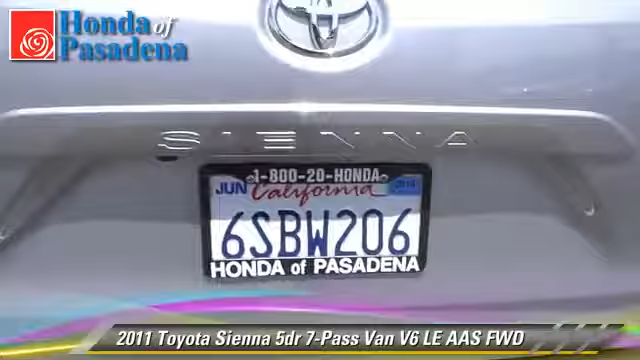 Honda of
Pasadena
SIENNA
1-800-20-HONDA
JUN California
6SBW206
HONDA of PASADENA
2011 Toyota Sienna 5dr 7-Pass Van V6 LE AAS FWD